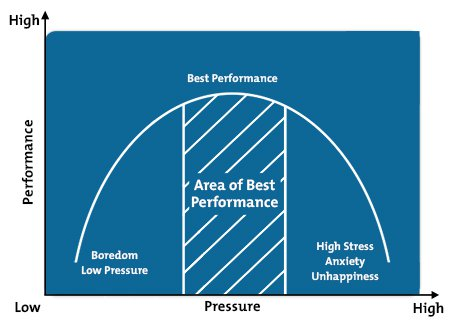 High
Best Performance
Performance
Area of Best
Performance
Boredom
Low Pressure
High Stress
Anxiety
Unhappiness
Low
Pressure
High